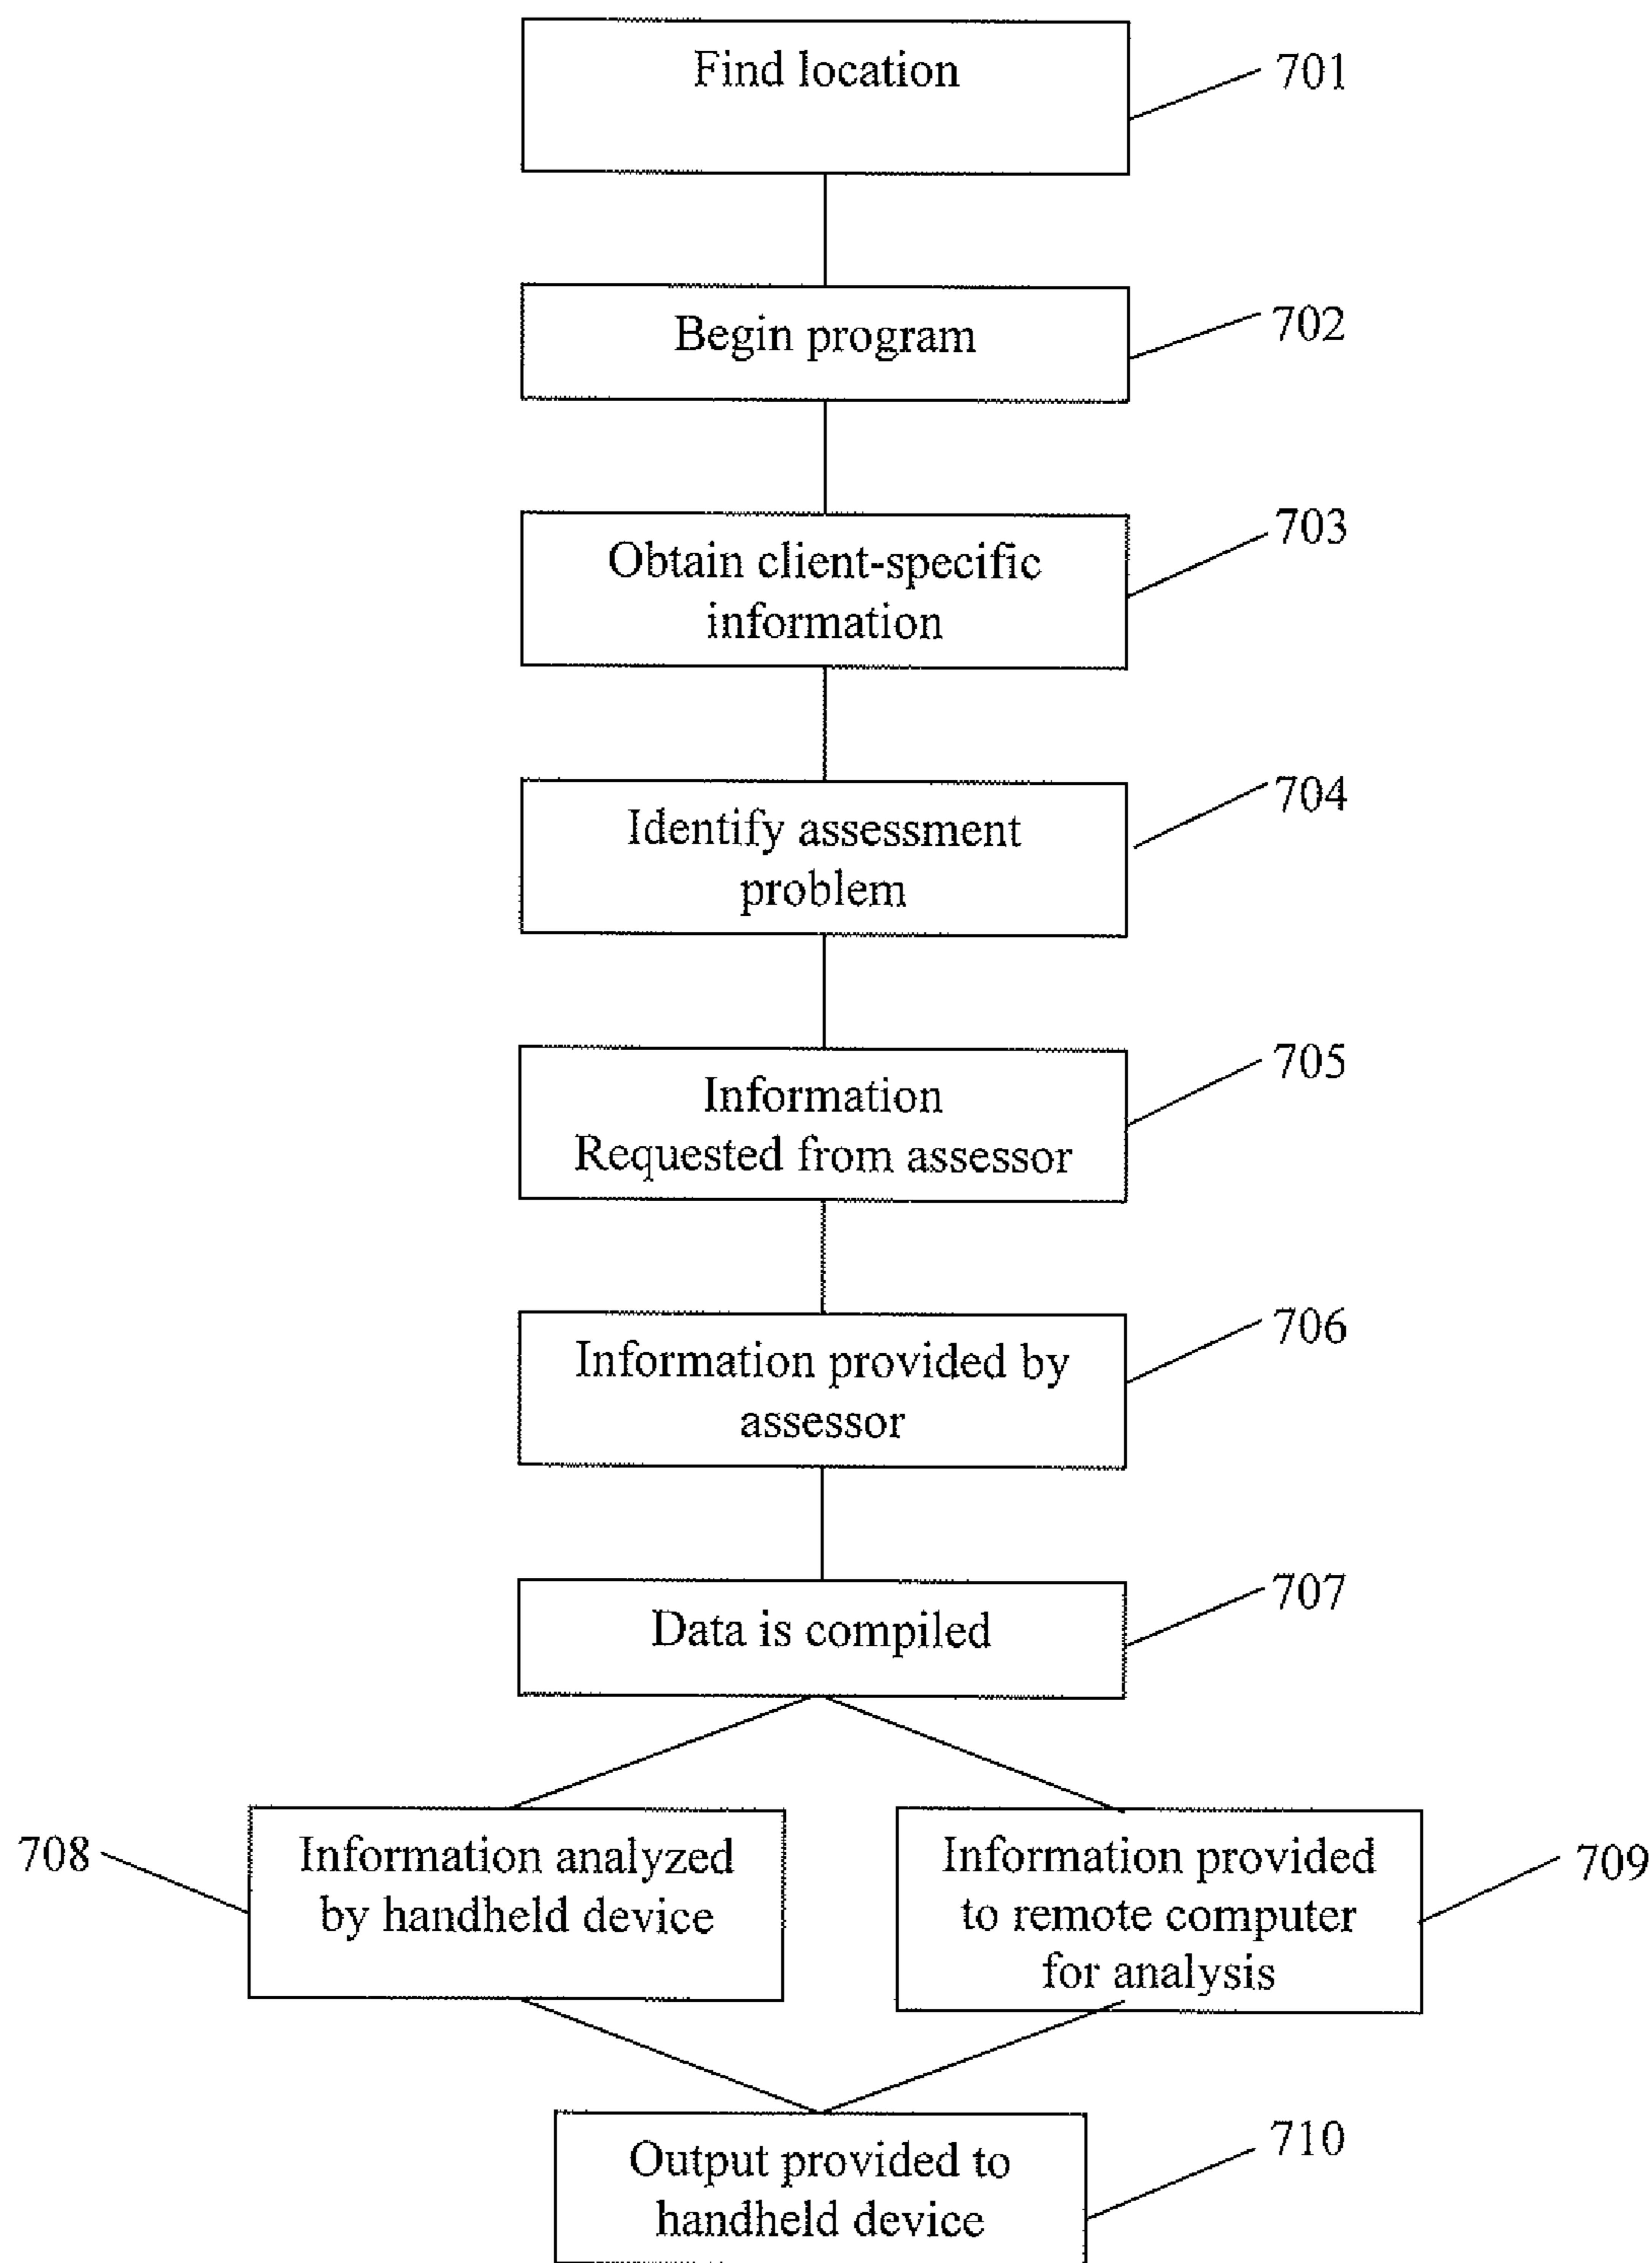 Find location
701
Begin program
702
Obtain client-specific
information
703
Identify assessment
problem
704
Information
Requested from assessor
705
Information provided by
assessor
706
Data is compiled
707
708
Information analyzed
by handheld device
Information provided
to remote computer
for analysis
709
Output provided to
handheld device
710